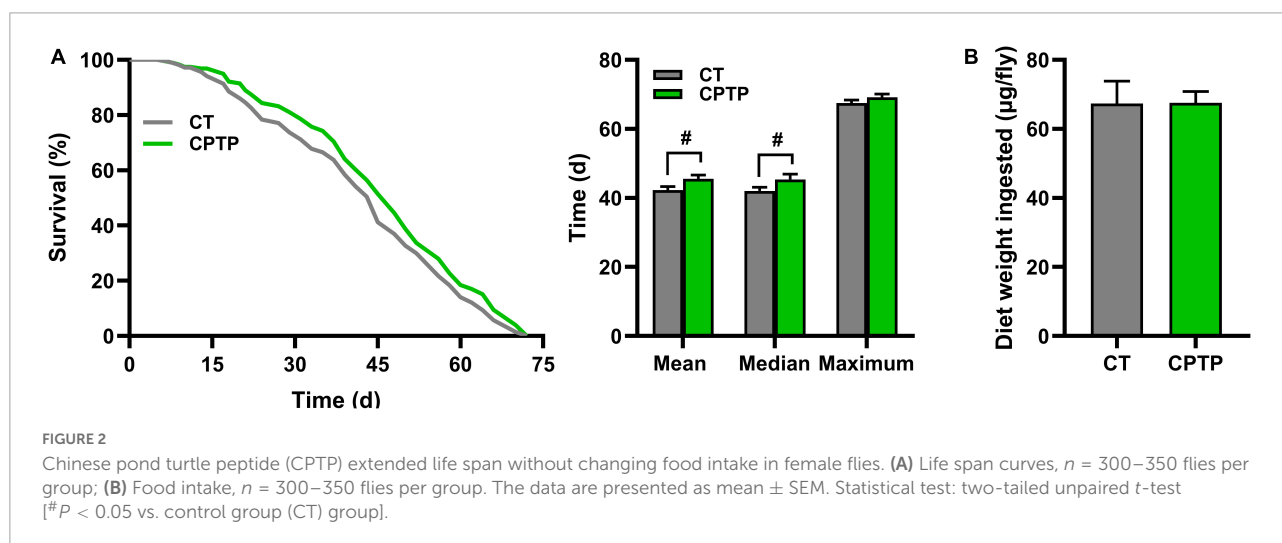 A
Survival (%)
100
80
60
40
20
0
CT
CPTP
0 15 30 45 60 75
Time (d)
Time (d)
80
60
40
20
0
CT
CPTP
#
#
Mean Median Maximum
B
Diet weight ingested (μg/fly)
80
60
40
20
0
CT CPTP
FIGURE 2
Chinese pond turtle peptide (CPTP) extended life span without changing food intake in female flies. (A) Life span curves, n = 300–350 flies per
group; (B) Food intake, n = 300–350 flies per group. The data are presented as mean ± SEM. Statistical test: two-tailed unpaired t-test
[#P < 0.05 vs. control group (CT) group].